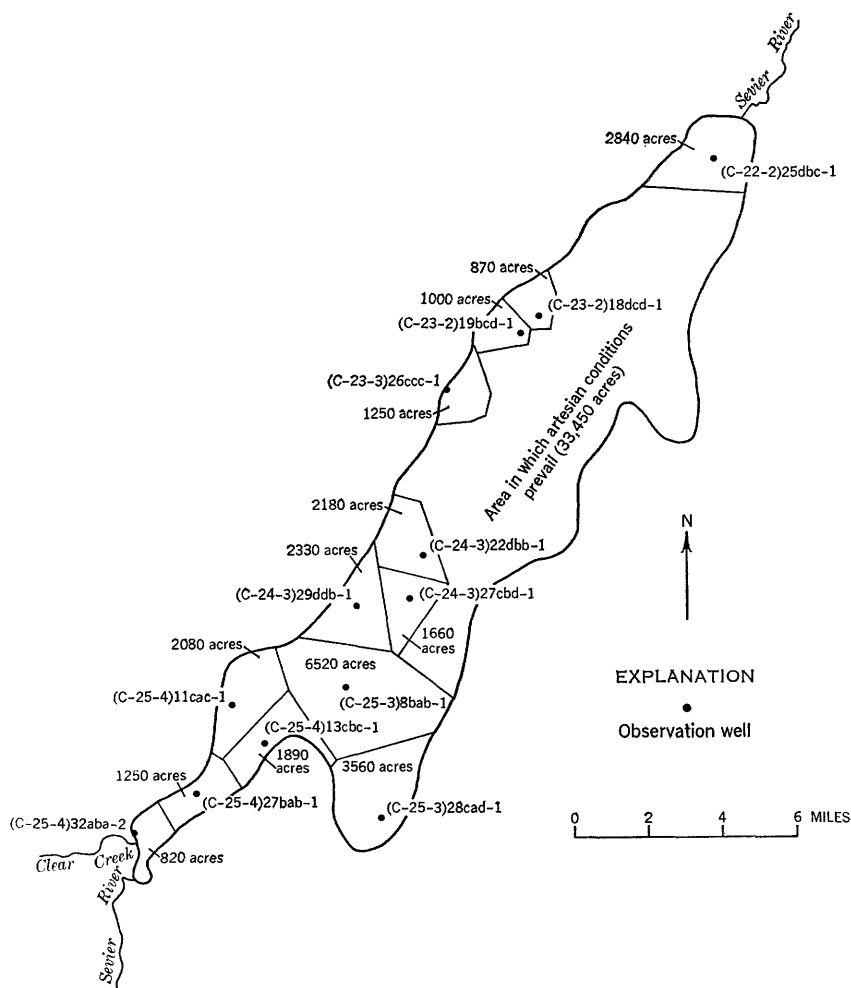 Sevier River
2840 acres
(C-22-2)25dbc-1
870 acres
1000 acres
(C-23-2)18dcd-1
(C-23-2)19bcd-1
(C-23-3)26ccc-1
1250 acres
Area in which artesian conditions
prevail (33,450 acres)
2180 acres
N
2330 acres
(C-24-3)22dbb-1
(C-24-3)29ddb-1
(C-24-3)27cbd-1
1660
acres
2080 acres
6520 acres
EXPLANATION
(C-25-4)11cac-1
(C-25-3)8bab-1
Observation well
(C-25-4)13cbc-1
1890
acres
3560 acres
1250 acres
(C-25-4)27bab-1
(C-25-3)28cad-1
(C-25-4)32aba-2
0 2 4 6 MILES
Clear Creek
820 acres
Sevier River